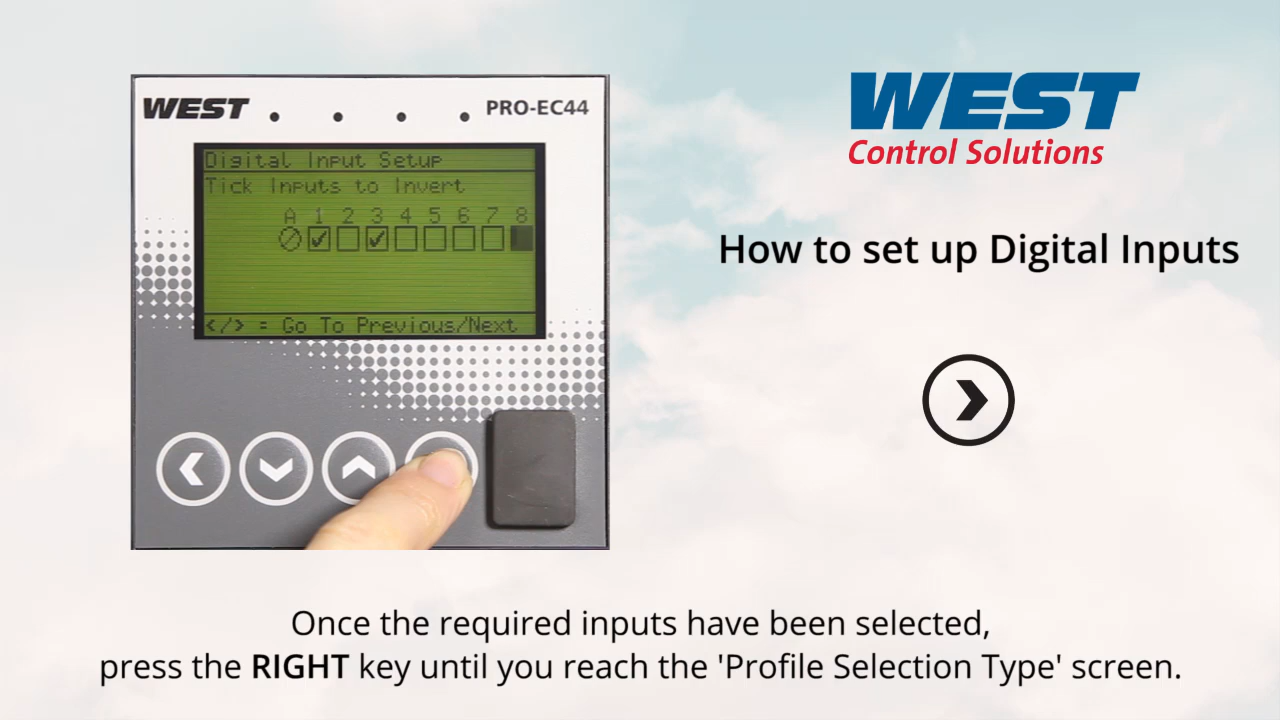 WEST
PRO-EC44
Digital Input Setup
Tick Inputs to Invert
A 1 2 3 4 5 6 7 8
</> = Go To Previous/Next
WEST
Control Solutions
How to set up Digital Inputs
Once the required inputs have been selected,
press the RIGHT key until you reach the 'Profile Selection Type' screen.